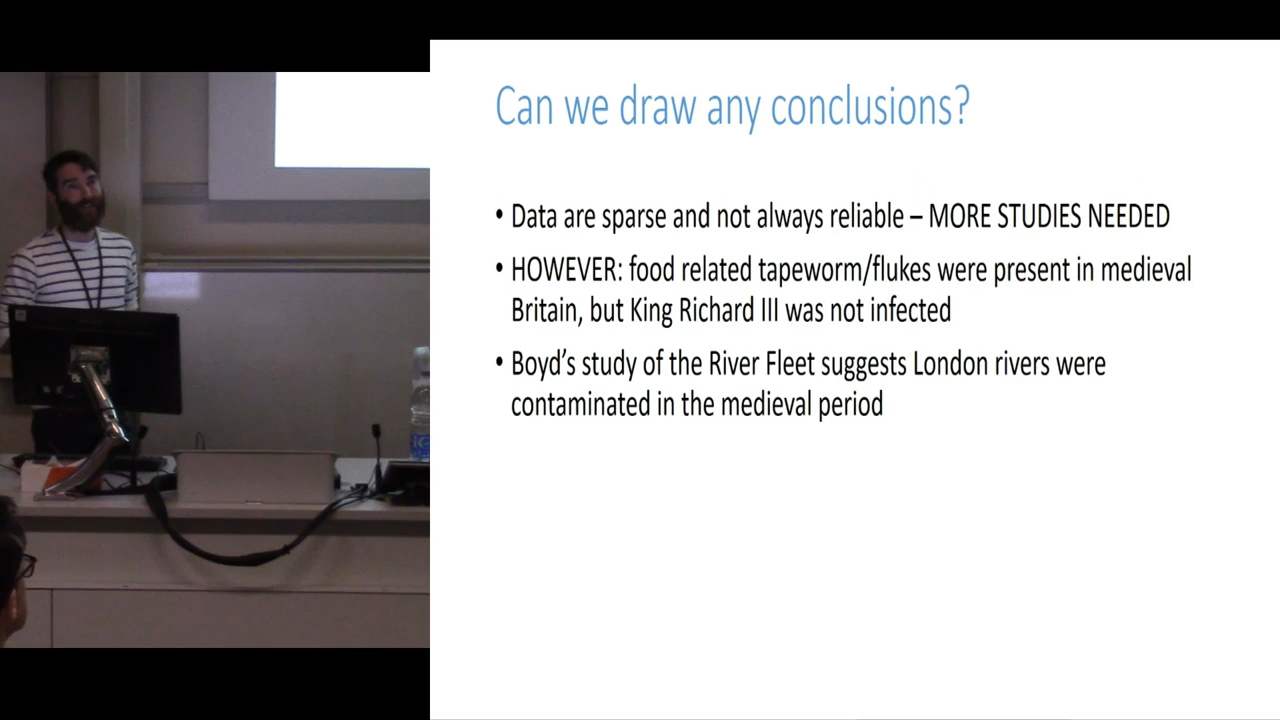 Can we draw any conclusions?
• Data are sparse and not always reliable – MORE STUDIES NEEDED
• HOWEVER: food related tapeworm/flukes were present in medieval
Britain, but King Richard III was not infected
• Boyd's study of the River Fleet suggests London rivers were
contaminated in the medieval period